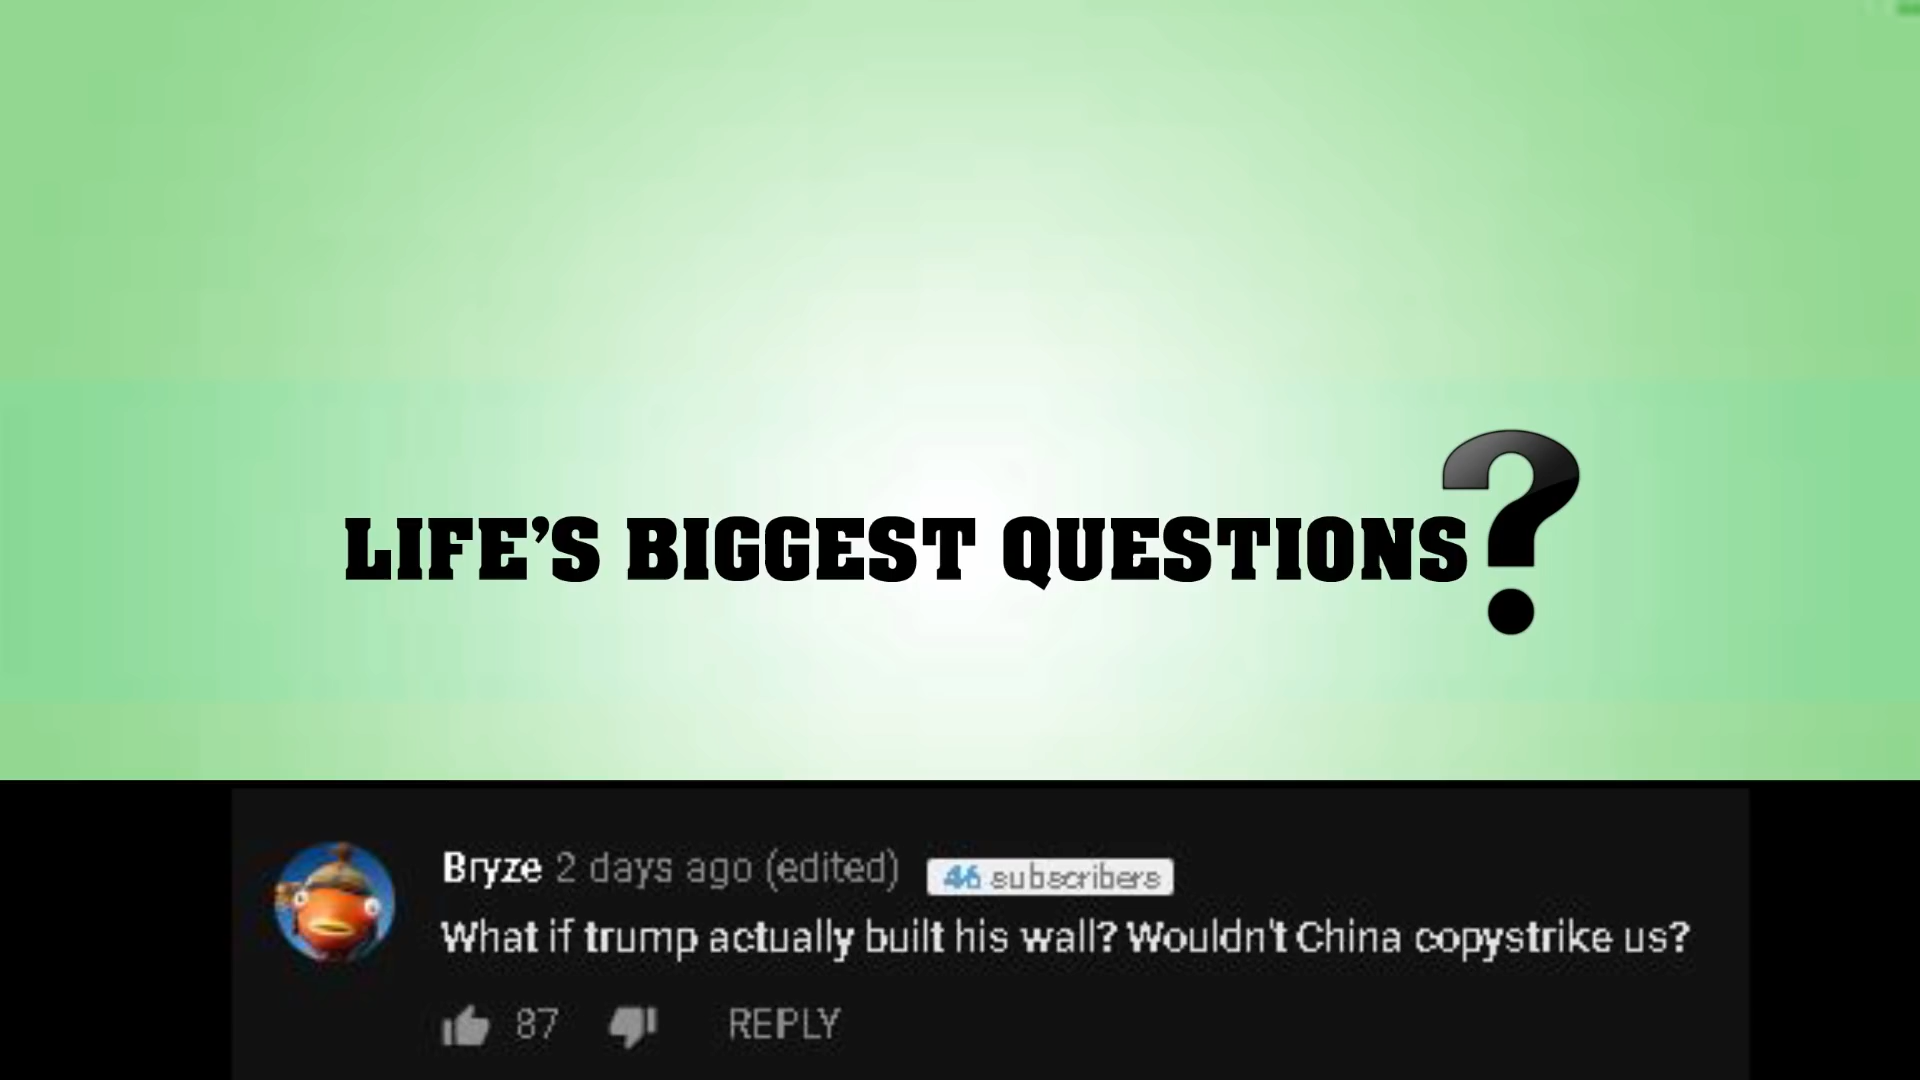 LIFE'S BIGGEST QUESTIONS?
Bryze 2 days ago (edited) 46 subscribers
What if trump actually built his wall? Wouldn't China copystrike us?
87 REPLY